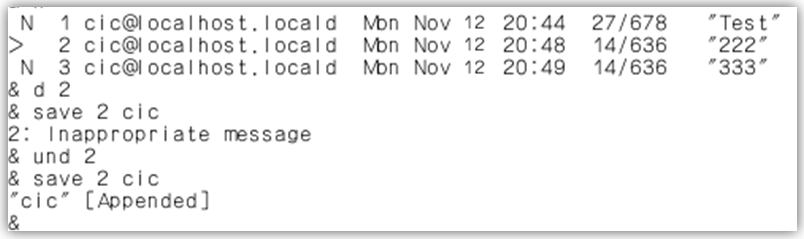 N 1 cic@localhost.locald Mon Nov 12 20:44 27/678 "Test"
> 2 cic@localhost.locald Mon Nov 12 20:48 14/636 "222"
N 3 cic@localhost.locald Mon Nov 12 20:49 14/636 "333"
& d 2
& save 2 cic
2: Inappropriate message
& und 2
& save 2 cic
"cic" [Appended]
&